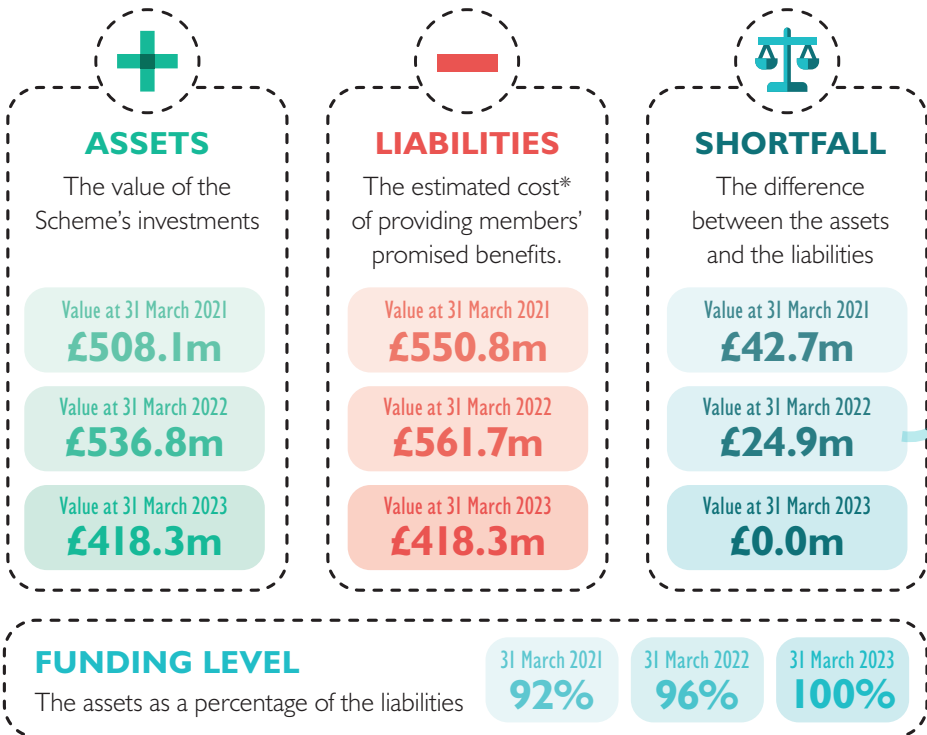 ASSETS
The value of the
Scheme's investments
Value at 31 March 2021
£508.1m
Value at 31 March 2022
£536.8m
Value at 31 March 2023
£418.3m
LIABILITIES
The estimated cost*
of providing members'
promised benefits.
Value at 31 March 2021
£550.8m
Value at 31 March 2022
£561.7m
Value at 31 March 2023
£418.3m
SHORTFALL
The difference
between the assets
and the liabilities
Value at 31 March 2021
£42.7m
Value at 31 March 2022
£24.9m
Value at 31 March 2023
£0.0m
FUNDING LEVEL
The assets as a percentage of the liabilities
31 March 2021
92%
31 March 2022
96%
31 March 2023
100%